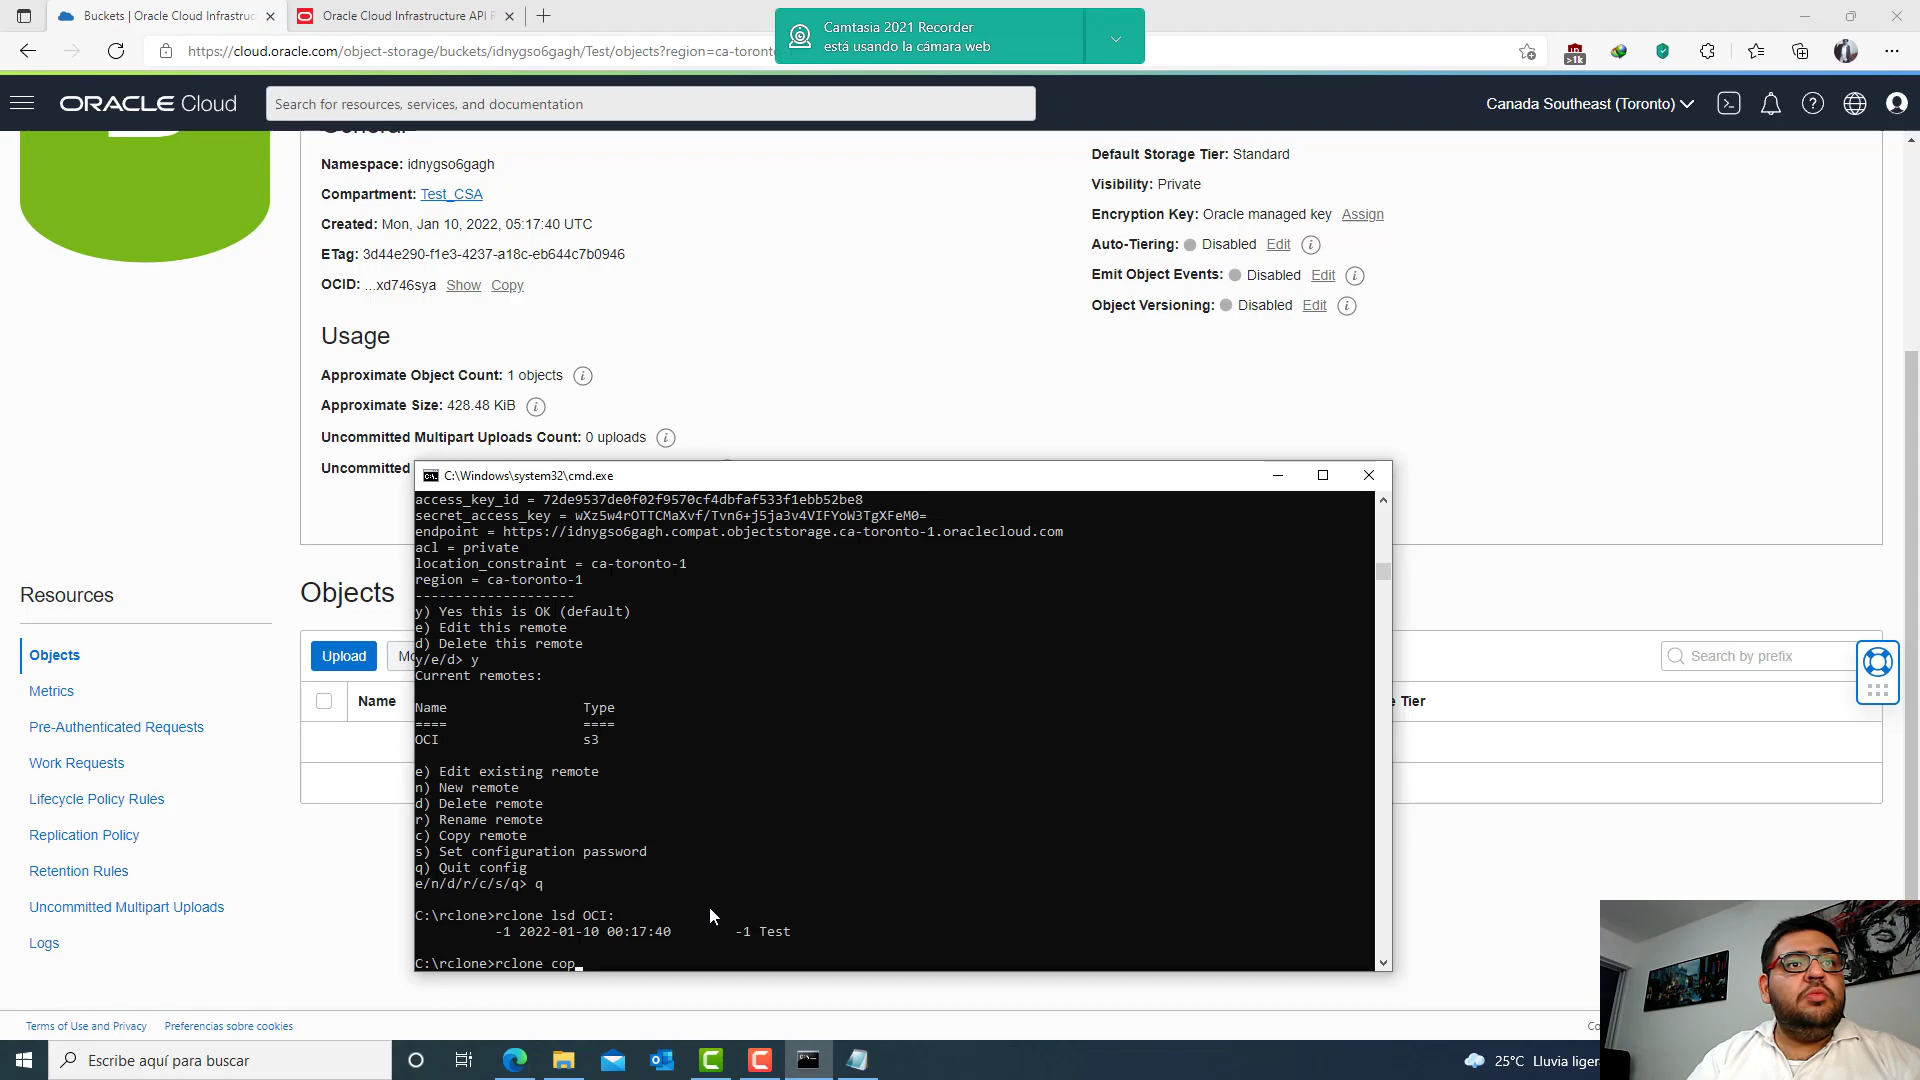 Buckets | Oracle Cloud Infrastruc
Oracle Cloud Infrastructure API
Camtasia 2021 Recorder
está usando la cámara web
https://cloud.oracle.com/object-storage/buckets/idnygso6gagh/Test/objects?region=ca-toronto-
>1k
ORACLE Cloud
Search for resources, services, and documentation
Canada Southeast (Toronto)
General
Namespace: idnygso6gagh
Compartment: Test_CSA
Created: Mon, Jan 10, 2022, 05:17:40 UTC
ETag: 3d44e290-f1e3-4237-a18c-eb644c7b0946
OCID: ...xd746sya Show Copy
Default Storage Tier: Standard
Visibility: Private
Encryption Key: Oracle managed key Assign
Auto-Tiering: Disabled Edit
Emit Object Events: Disabled Edit
Object Versioning: Disabled Edit
Usage
Approximate Object Count: 1 objects
Approximate Size: 428.48 KiB
Uncommitted Multipart Uploads Count: 0 uploads
Uncommitted
C:\Windows\system32\cmd.exe
access_key_id = 72de9537de0f02f9570cf4dbfaf533f1ebb52be8
secret_access_key = wXz5w4rOTTCMaXvf/Tvn6+j5ja3v4VIFYoW3TgXFeM0=
endpoint = https://idnygso6gagh.compat.objectstorage.ca-toronto-1.oraclecloud.com
acl = private
location_constraint = ca-toronto-1
region = ca-toronto-1
--------------------
y) Yes this is OK (default)
e) Edit this remote
d) Delete this remote
y/e/d> y
Current remotes:
Name Type
==== ====
OCI s3
e) Edit existing remote
n) New remote
d) Delete remote
r) Rename remote
c) Copy remote
s) Set configuration password
q) Quit config
e/n/d/r/c/s/q> q
C:\rclone>rclone lsd OCI:
-1 2022-01-10 00:17:40 -1 Test
C:\rclone>rclone cop_
Resources
Objects
Metrics
Pre-Authenticated Requests
Work Requests
Lifecycle Policy Rules
Replication Policy
Retention Rules
Uncommitted Multipart Uploads
Logs
Objects
Upload
Mo
Search by prefix
Name
Tier
Terms of Use and Privacy
Preferencias sobre cookies
Escribe aquí para buscar
25°C Lluvia liger